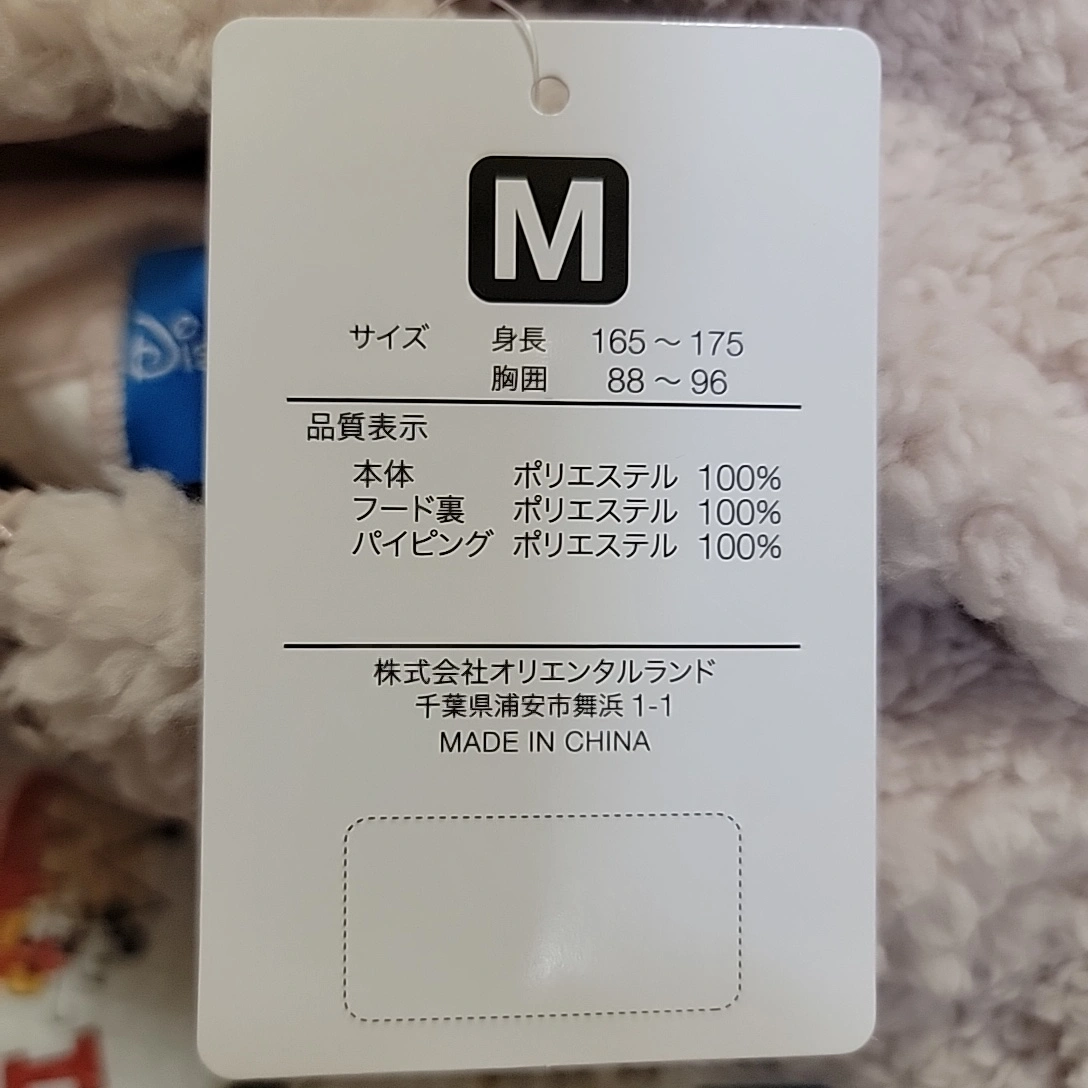 M
サイズ 身長 165～175
胸囲 88～96
品質表示
本体 ポリエステル 100%
フード裏 ポリエステル 100%
パイピング ポリエステル 100%
株式会社オリエンタルランド
千葉県浦安市舞浜 1-1
MADE IN CHINA